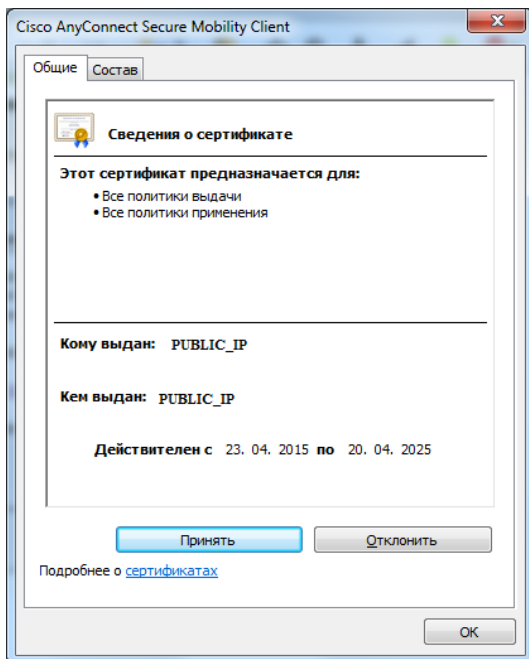 Cisco AnyConnect Secure Mobility Client
Общие
Состав
Сведения о сертификате
Этот сертификат предназначается для:
• Все политики выдачи
• Все политики применения
Кому выдан: PUBLIC_IP
Кем выдан: PUBLIC_IP
Действителен с 23. 04. 2015 по 20. 04. 2025
Принять
Отклонить
Подробнее о сертификатах
OK